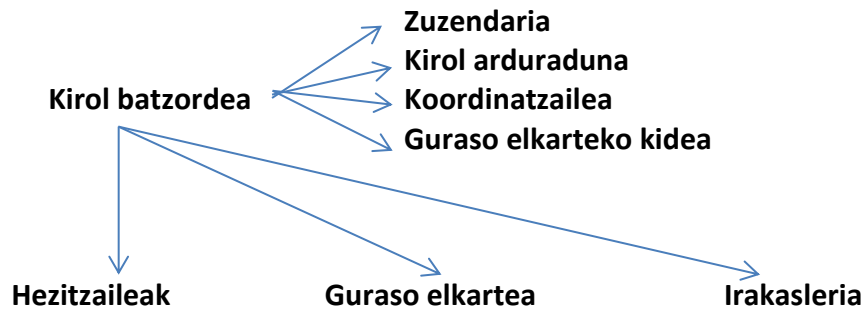 Zuzendaria
Kirol arduraduna
Kirol batzordea
Koordinatzailea
Guraso elkarteko kidea
Hezitzaileak
Guraso elkartea
Irakasleria